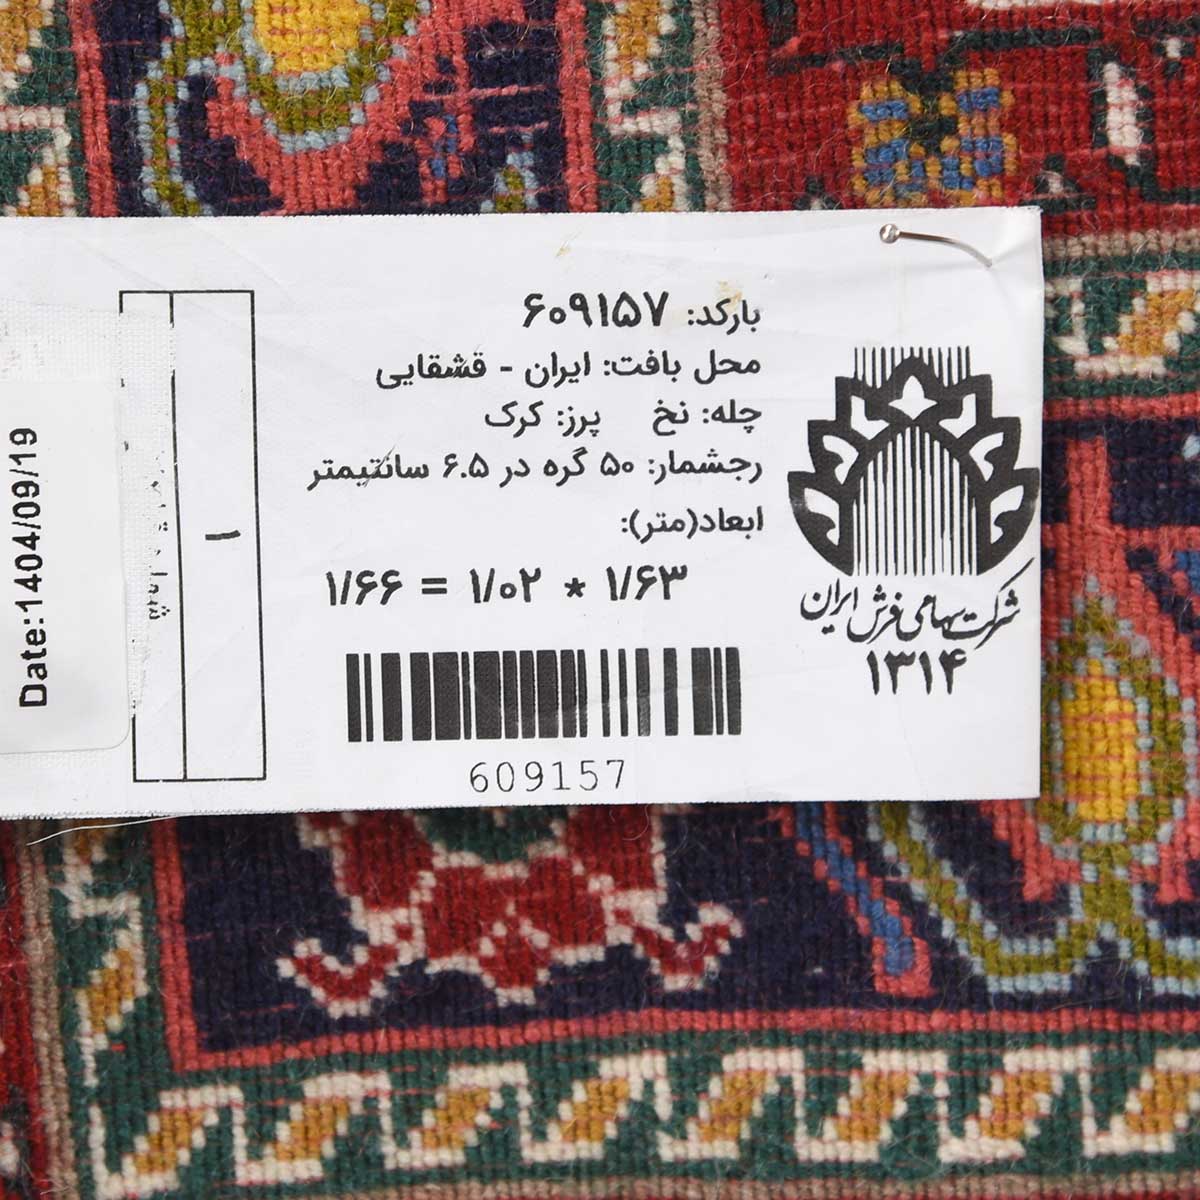 بارکد: ۶۰۹۱۵۷
محل بافت: ایران - قشقایی
چله: نخ پرز: کرک
رجشمار: ۵۰ گره در ۶.۵ سانتیمتر
ابعاد(متر):
۱/۶۳ * ۱/۰۲ = ۱/۶۶
609157
شرکت سهامی فرش ایران
۱۳۱۴
۱
Date:1404/09/19